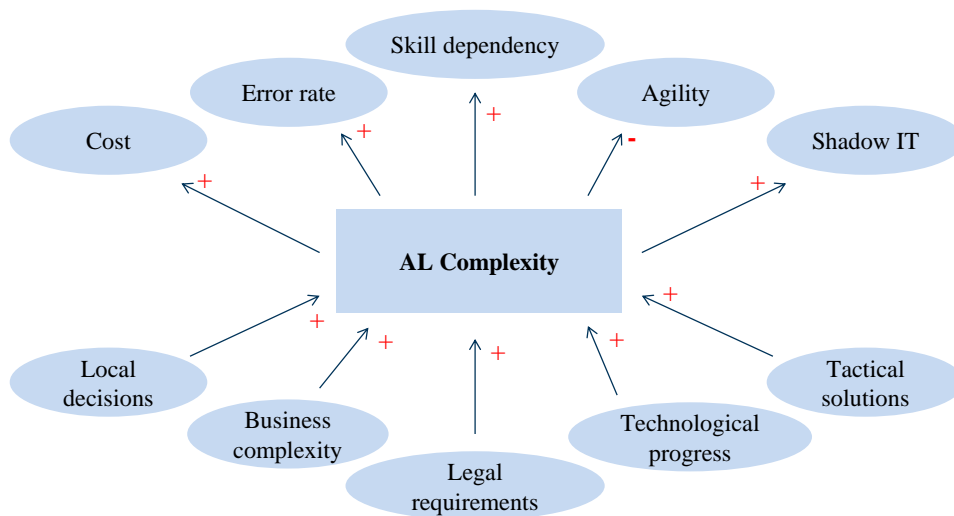 Skill dependency
Error rate
Agility
Cost
Shadow IT
+
+
-
+
+
AL Complexity
+
+
+
+
+
Local
decisions
Business
complexity
Legal
requirements
Technological
progress
Tactical
solutions